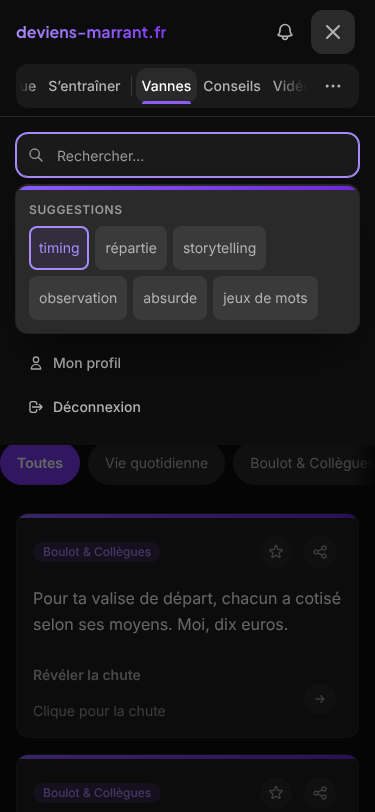 deviens-marrant.fr
S'entraîner
Vannes
Conseils
Rechercher...
SUGGESTIONS
timing
répartie
storytelling
observation
absurde
jeux de mots
Mon profil
Déconnexion
Toutes
Vie quotidienne
Boulot & Collègues
Boulot & Collègues
Pour ta valise de départ, chacun a cotisé
selon ses moyens. Moi, dix euros.
Révéler la chute
Clique pour la chute
Boulot & Collègues